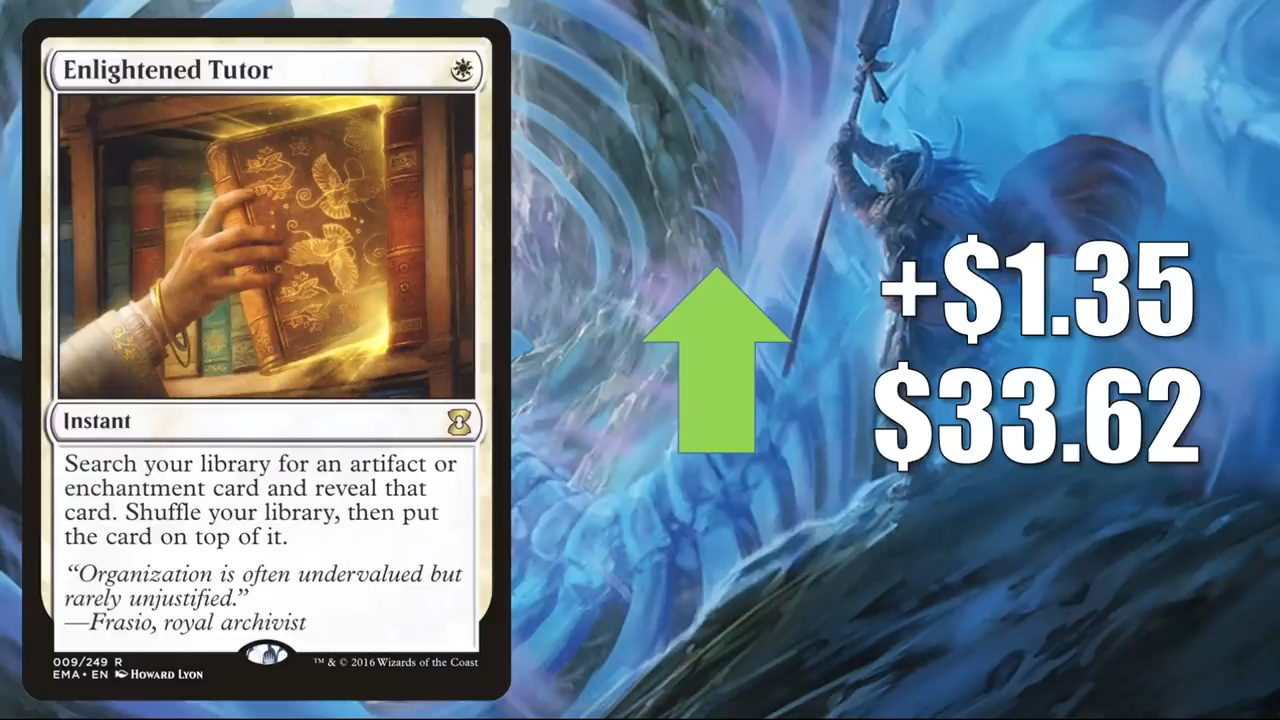 Enlightened Tutor
Instant
Search your library for an artifact or
enchantment card and reveal that
card. Shuffle your library, then put
the card on top of it.
“Organization is often undervalued but
rarely unjustified.”
—Frasio, royal archivist
009/249 R
EMA • EN Howard Lyon
™ & © 2016 Wizards of the Coast
+$1.35
$33.62